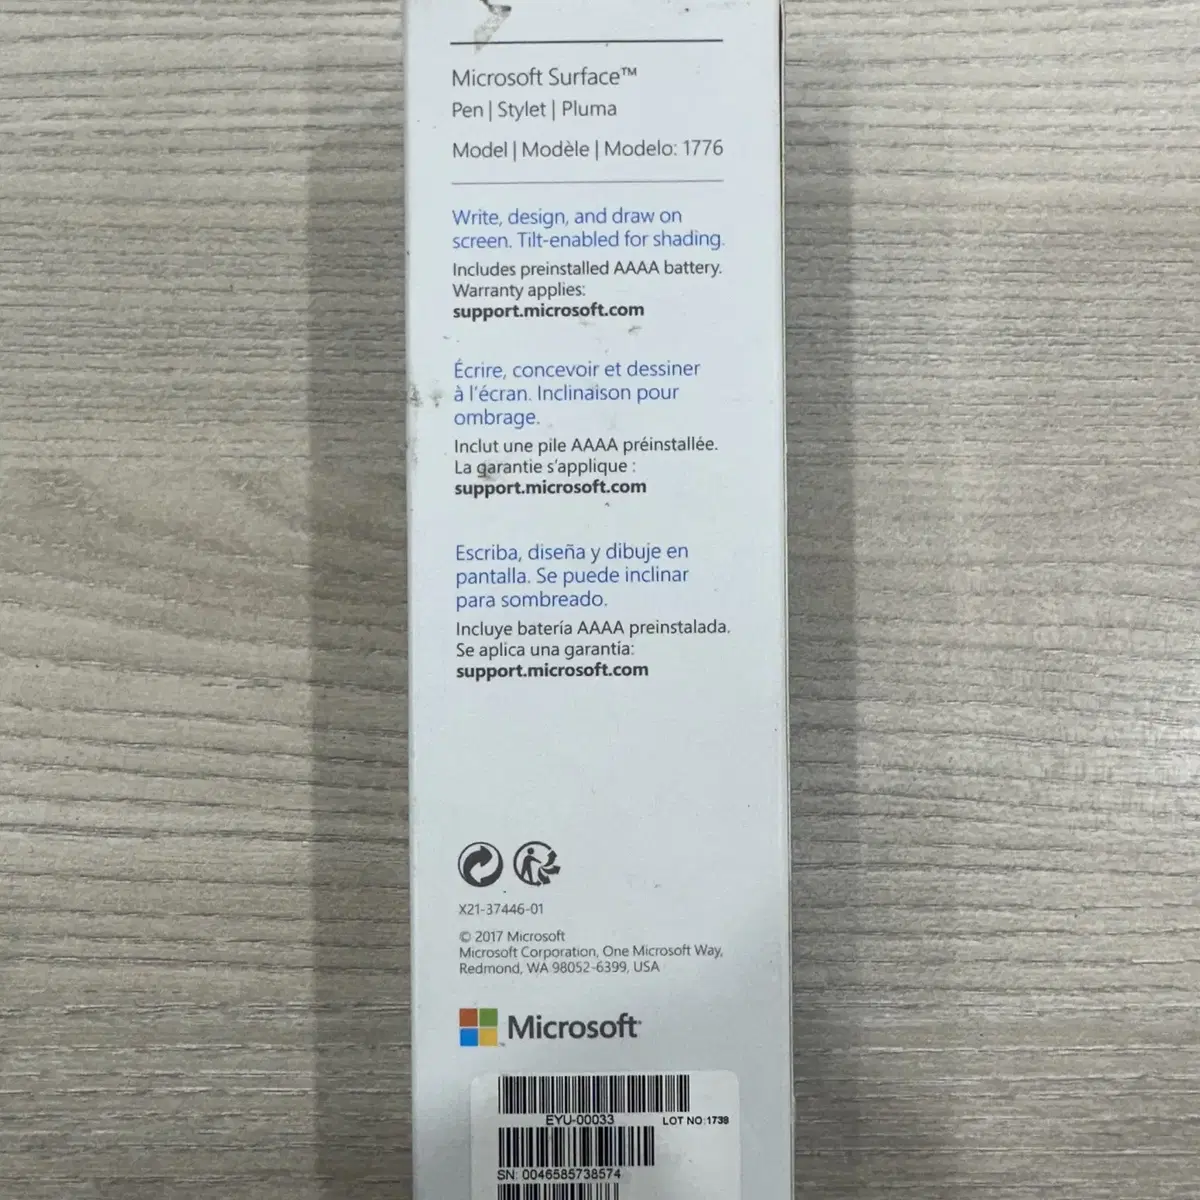 Microsoft Surface™
Pen | Stylet | Pluma
Model | Modèle | Modelo: 1776
Write, design, and draw on
screen. Tilt-enabled for shading.
Includes preinstalled AAAA battery.
Warranty applies:
support.microsoft.com
Écrire, concevoir et dessiner
à l'écran. Inclinaison pour
ombrage.
Inclut une pile AAAA préinstallée.
La garantie s'applique :
support.microsoft.com
Escriba, diseña y dibuje en
pantalla. Se puede inclinar
para sombreado.
Incluye batería AAAA preinstalada.
Se aplica una garantía:
support.microsoft.com
X21-37446-01
© 2017 Microsoft
Microsoft Corporation, One Microsoft Way,
Redmond, WA 98052-6399, USA
Microsoft
EYU-00033 LOT NO:1739
SN: 0046585738574